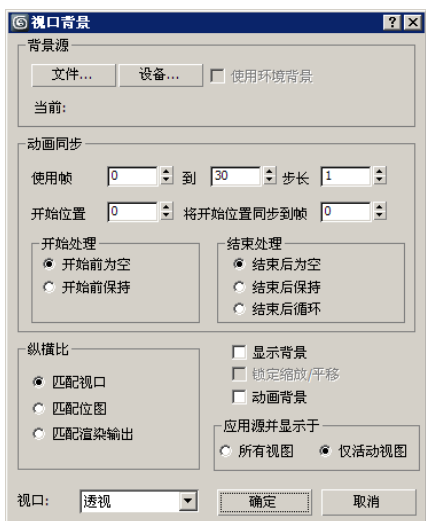 视口背景
背景源
文件... 设备... 使用环境背景
当前:
动画同步
使用帧 0 到 30 步长 1
开始位置 0 将开始位置同步到帧 0
开始处理
开始前为空
开始前保持
结束处理
结束后为空
结束后保持
结束后循环
纵横比
匹配视口
匹配位图
匹配渲染输出
显示背景
锁定缩放/平移
动画背景
应用源并显示于
所有视图 仅活动视图
视口: 透视 确定 取消